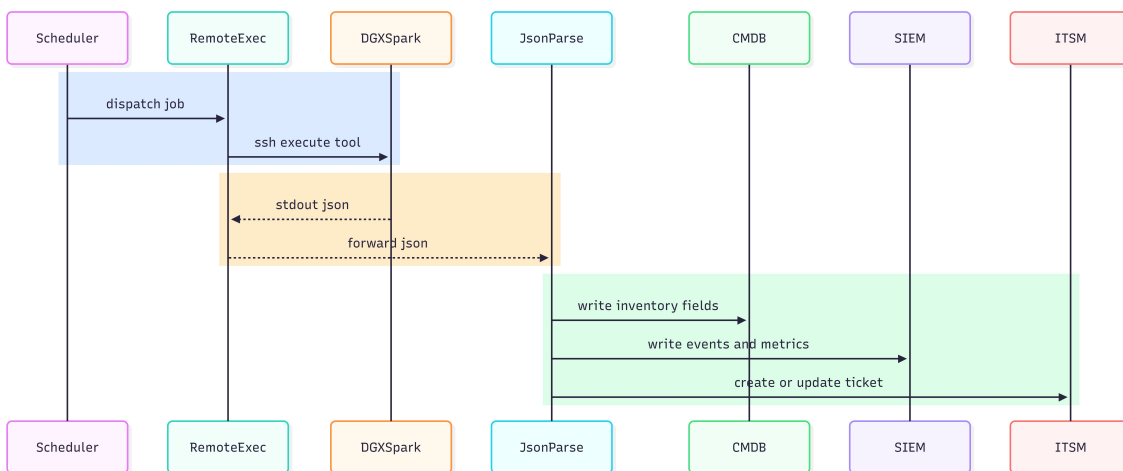 Scheduler
RemoteExec
DGXSpark
JsonParse
CMDB
SIEM
ITSM
dispatch job
ssh execute tool
stdout json
forward json
write inventory fields
write events and metrics
create or update ticket
Scheduler
RemoteExec
DGXSpark
JsonParse
CMDB
SIEM
ITSM